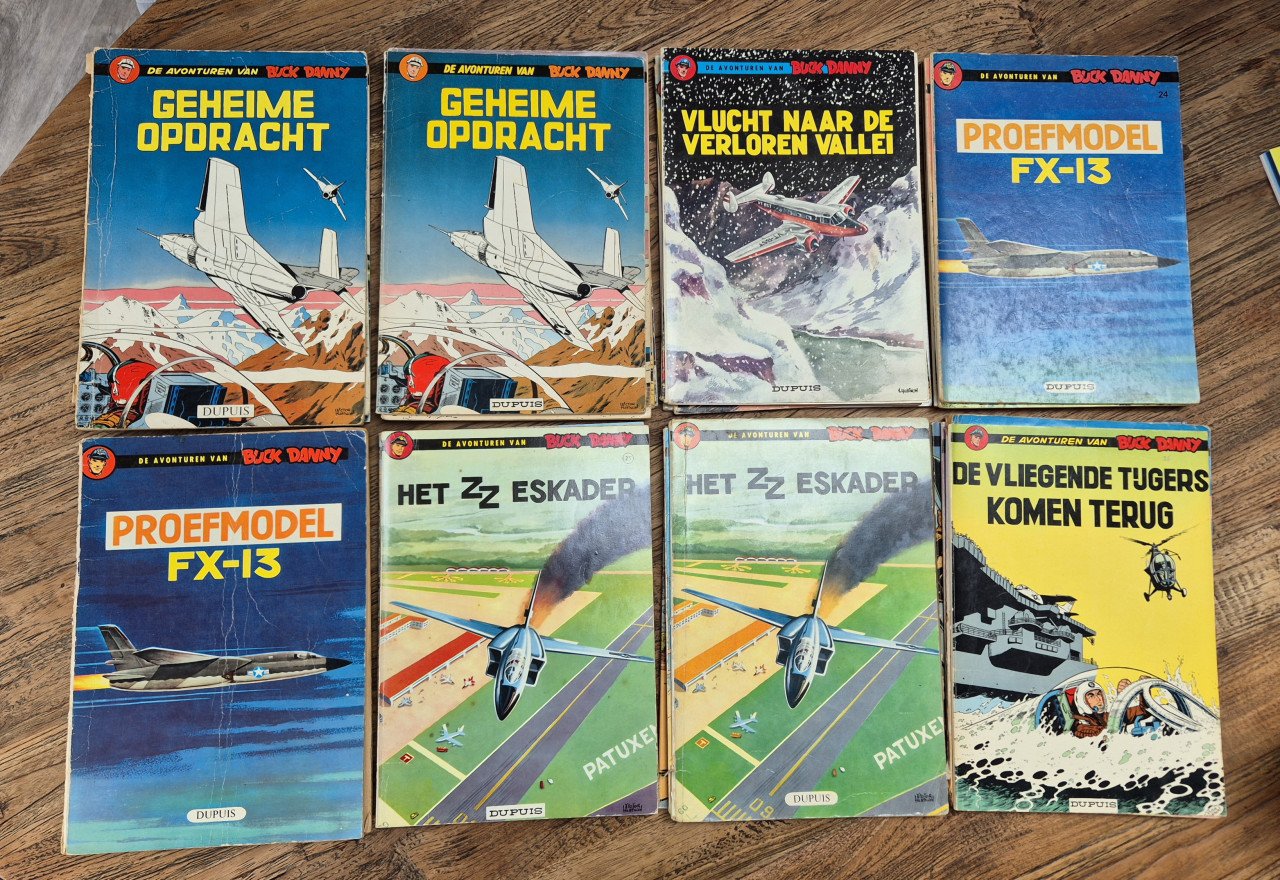 DE AVONTUREN VAN BUCK DANNY
GEHEIME
OPDRACHT
DUPUIS
DE AVONTUREN VAN BUCK DANNY
GEHEIME
OPDRACHT
DUPUIS
DE AVONTUREN VAN BUCK DANNY
VLUCHT NAAR DE
VERLOREN VALLEI
DUPUIS
DE AVONTUREN VAN BUCK DANNY
24
PROEFMODEL
FX-13
DUPUIS
DE AVONTUREN VAN BUCK DANNY
PROEFMODEL
FX-13
DUPUIS
DE AVONTUREN VAN BUCK DANNY
HET ZZ ESKADER
PATUXEN
DUPUIS
DE AVONTUREN VAN BUCK DANNY
HET ZZ ESKADER
PATUXEN
DUPUIS
DE AVONTUREN VAN BUCK DANNY
DE VLIEGENDE TIJGERS
KOMEN TERUG
DUPUIS